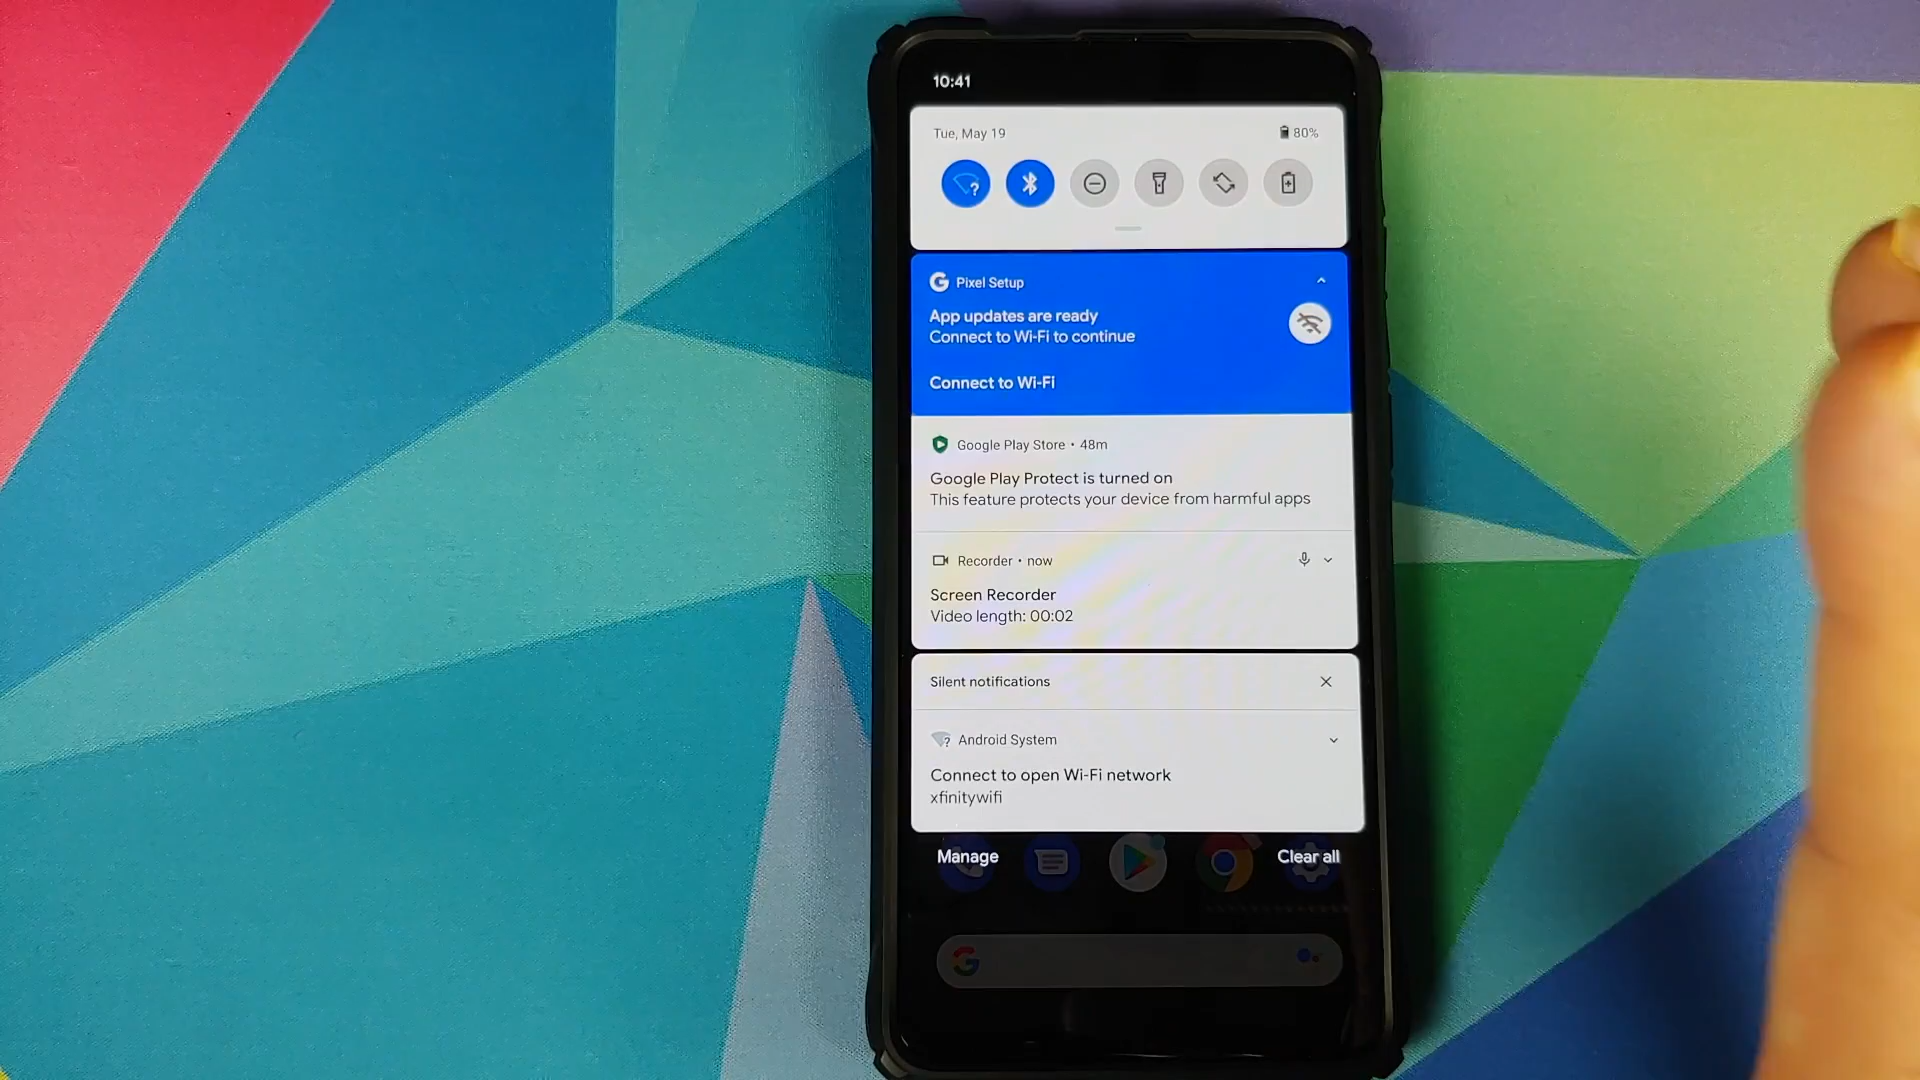 10:41
Tue, May 19
80%
Pixel Setup
App updates are ready
Connect to Wi-Fi to continue
Connect to Wi-Fi
Google Play Store • 48m
Google Play Protect is turned on
This feature protects your device from harmful apps
Recorder • now
Screen Recorder
Video length: 00:02
Silent notifications
Android System
Connect to open Wi-Fi network
xfinitywifi
Manage
Clear all